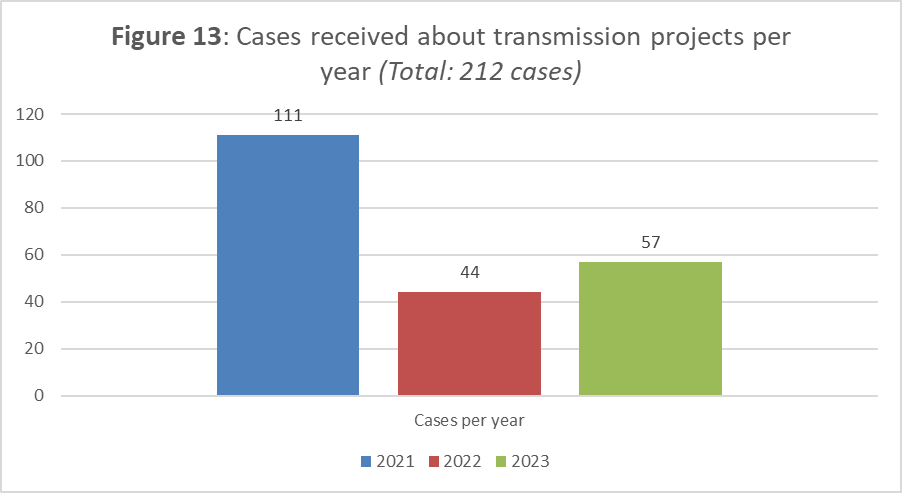 Figure 13: Cases received about transmission projects per
year (Total: 212 cases)
120
100
80
60
40
20
0
111
44
57
Cases per year
2021 2022 2023